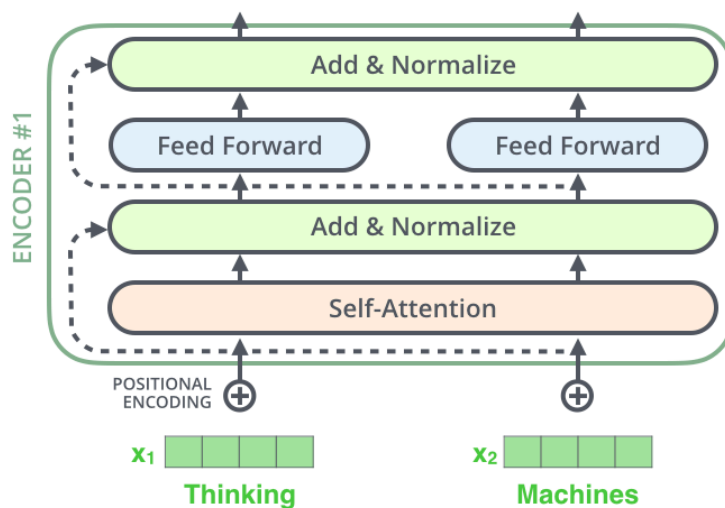 ENCODER #1
Add & Normalize
Feed Forward Feed Forward
Add & Normalize
Self-Attention
POSITIONAL
ENCODING
x₁ x₂
Thinking Machines